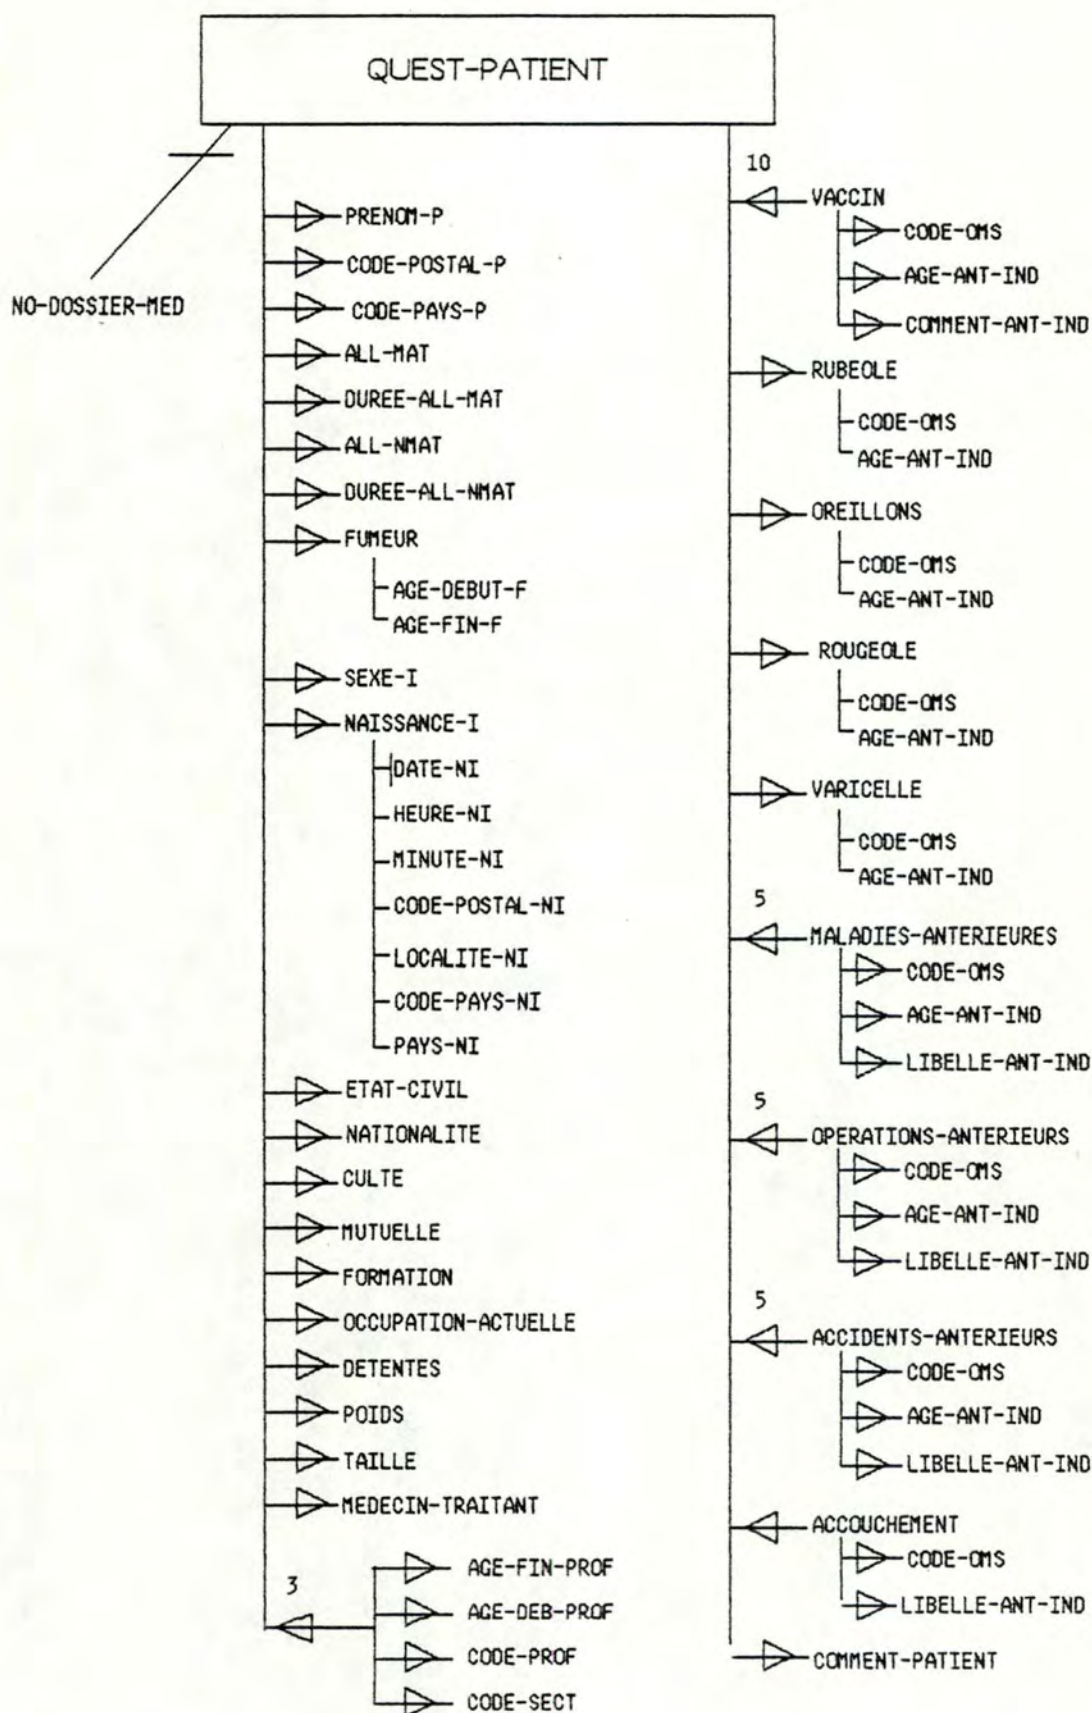 QUEST-PATIENT
NO-DOSSIER-MED
PRENOM-P
CODE-POSTAL-P
CODE-PAYS-P
ALL-MAT
DUREE-ALL-MAT
ALL-NMAT
DUREE-ALL-NMAT
FUMEUR
AGE-DEBUT-F
AGE-FIN-F
SEXE-I
NAISSANCE-I
DATE-NI
HEURE-NI
MINUTE-NI
CODE-POSTAL-NI
LOCALITE-NI
CODE-PAYS-NI
PAYS-NI
ETAT-CIVIL
NATIONALITE
CULTE
MUTUELLE
FORMATION
OCCUPATION-ACTUELLE
DETENTES
POIDS
TAILLE
MEDECIN-TRAITANT
3
AGE-FIN-PROF
AGE-DEB-PROF
CODE-PROF
CODE-SECT
10
VACCIN
CODE-OMS
AGE-ANT-IND
COMMENT-ANT-IND
RUBEOLE
CODE-OMS
AGE-ANT-IND
OREILLONS
CODE-OMS
AGE-ANT-IND
ROUGEOLE
CODE-OMS
AGE-ANT-IND
VARICELLE
CODE-OMS
AGE-ANT-IND
5
MALADIES-ANTERIEURES
CODE-OMS
AGE-ANT-IND
LIBELLE-ANT-IND
5
OPERATIONS-ANTERIEURS
CODE-OMS
AGE-ANT-IND
LIBELLE-ANT-IND
5
ACCIDENTS-ANTERIEURS
CODE-OMS
AGE-ANT-IND
LIBELLE-ANT-IND
ACCOUCHEMENT
CODE-OMS
LIBELLE-ANT-IND
COMMENT-PATIENT